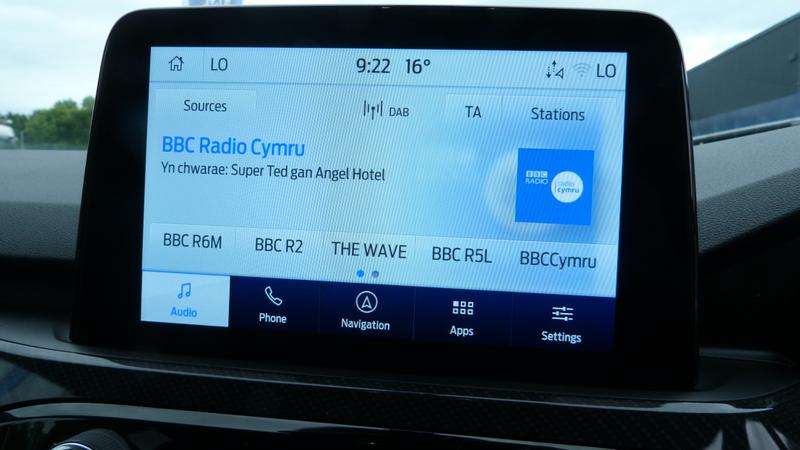 LO 9:22 16° LO
Sources DAB TA Stations
BBC Radio Cymru
Yn chwarae: Super Ted gan Angel Hotel
BBC
RADIO
radio
cymru
BBC R6M BBC R2 THE WAVE BBC R5L BBCCymru
Audio Phone Navigation Apps Settings